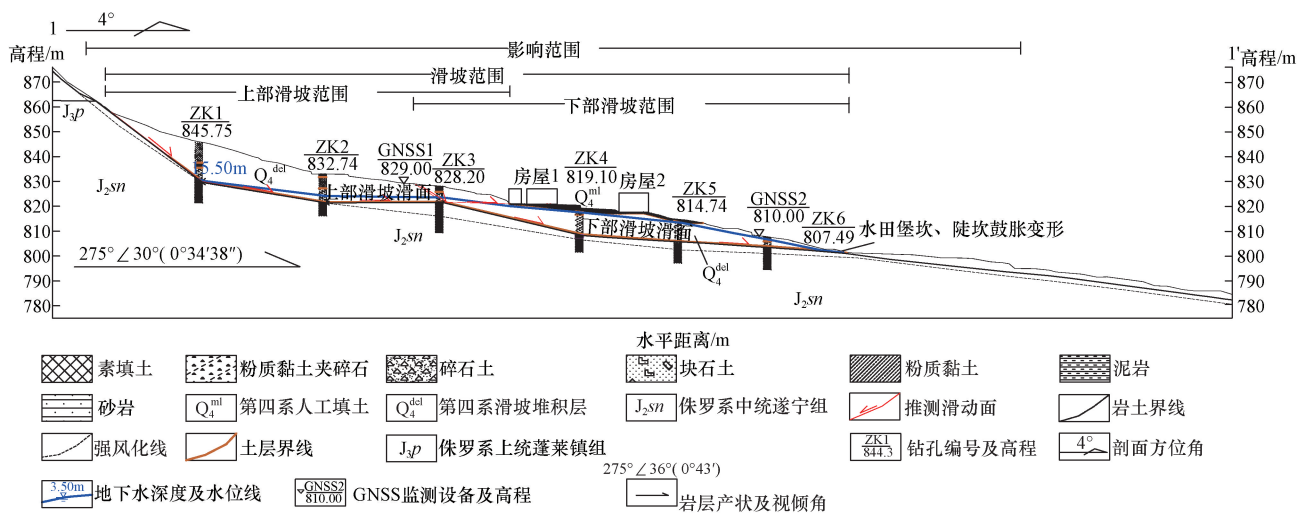 1 4°
高程/m
1'高程/m
影响范围
滑坡范围
上部滑坡范围
下部滑坡范围
870
860
850
840
830
820
810
800
790
780
870
860
850
840
830
820
810
800
790
780
J₃p
J₂sn
ZK1
845.75
5.50m
Q₄ᵈᵉˡ
ZK2
832.74
GNSS1
829.00
ZK3
828.20
上部滑坡滑面
房屋1
ZK4
819.10
Q₄ᵐˡ
房屋2
ZK5
814.74
GNSS2
810.00
ZK6
807.49
水田堡坎、陡坎鼓胀变形
下部滑坡滑面
J₂sn
Q₄ᵈᵉˡ
J₂sn
275°∠30°( 0°34′38″)
水平距离/m
素填土
粉质黏土夹碎石
碎石土
块石土
粉质黏土
泥岩
砂岩
Q₄ᵐˡ 第四系人工填土
Q₄ᵈᵉˡ 第四系滑坡堆积层
J₂sn 侏罗系中统遂宁组
推测滑动面
岩土界线
强风化线
土层界线
J₃p 侏罗系上统蓬莱镇组
ZK1
844.3 钻孔编号及高程
4° 剖面方位角
3.50m 地下水深度及水位线
GNSS2
810.00 GNSS监测设备及高程
275°∠36°( 0°43′)
岩层产状及视倾角